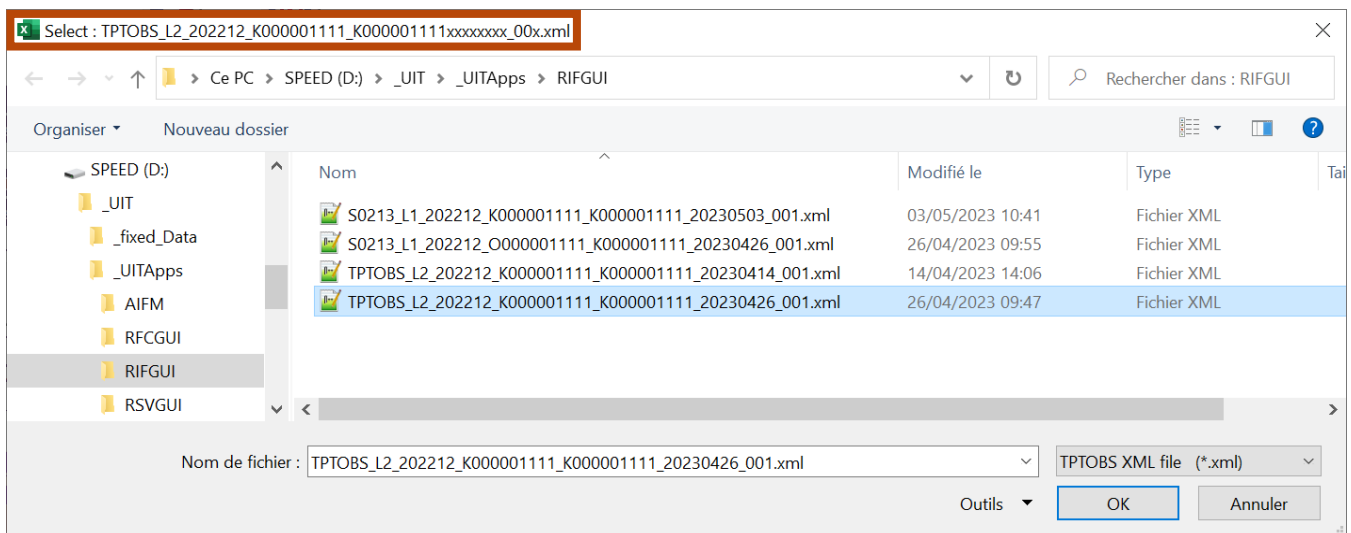 Select : TPTOBS_L2_202212_K000001111_K000001111xxxxxxxx_00x.xml
Ce PC > SPEED (D:) > _UIT > _UITApps > RIFGUI
Rechercher dans : RIFGUI
Organiser Nouveau dossier
SPEED (D:)
_UIT
_fixed_Data
_UITApps
AIFM
RFCGUI
RIFGUI
RSVGUI
Nom Modifié le Type Tai
S0213_L1_202212_K000001111_K000001111_20230503_001.xml 03/05/2023 10:41 Fichier XML
S0213_L1_202212_O000001111_K000001111_20230426_001.xml 26/04/2023 09:55 Fichier XML
TPTOBS_L2_202212_K000001111_K000001111_20230414_001.xml 14/04/2023 14:06 Fichier XML
TPTOBS_L2_202212_K000001111_K000001111_20230426_001.xml 26/04/2023 09:47 Fichier XML
Nom de fichier : TPTOBS_L2_202212_K000001111_K000001111_20230426_001.xml TPTOBS XML file (*.xml)
Outils OK Annuler